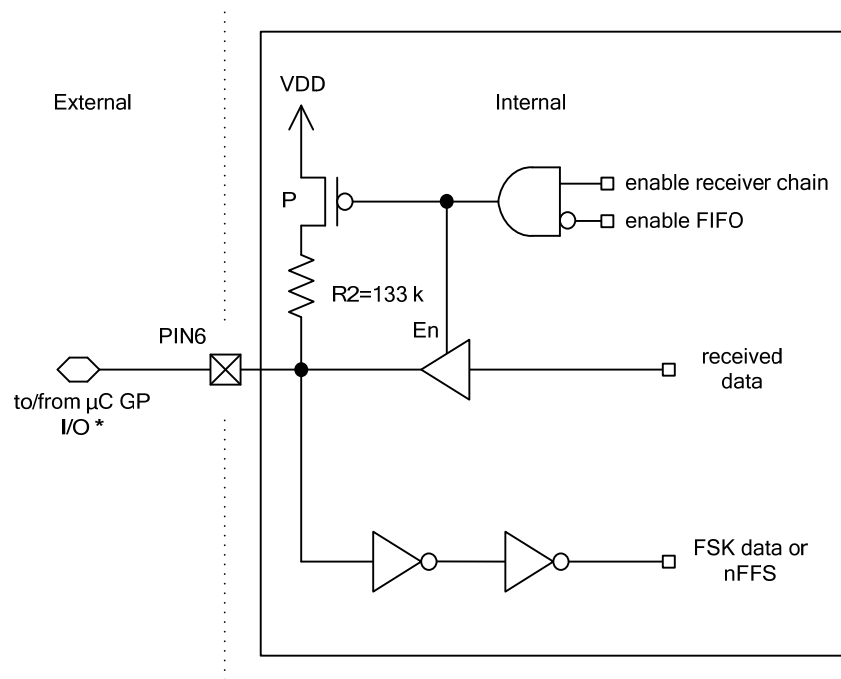 External
Internal
VDD
P
enable receiver chain
enable FIFO
R2=133 k
En
PIN6
received
data
to/from µC GP
I/O *
FSK data or
nFFS